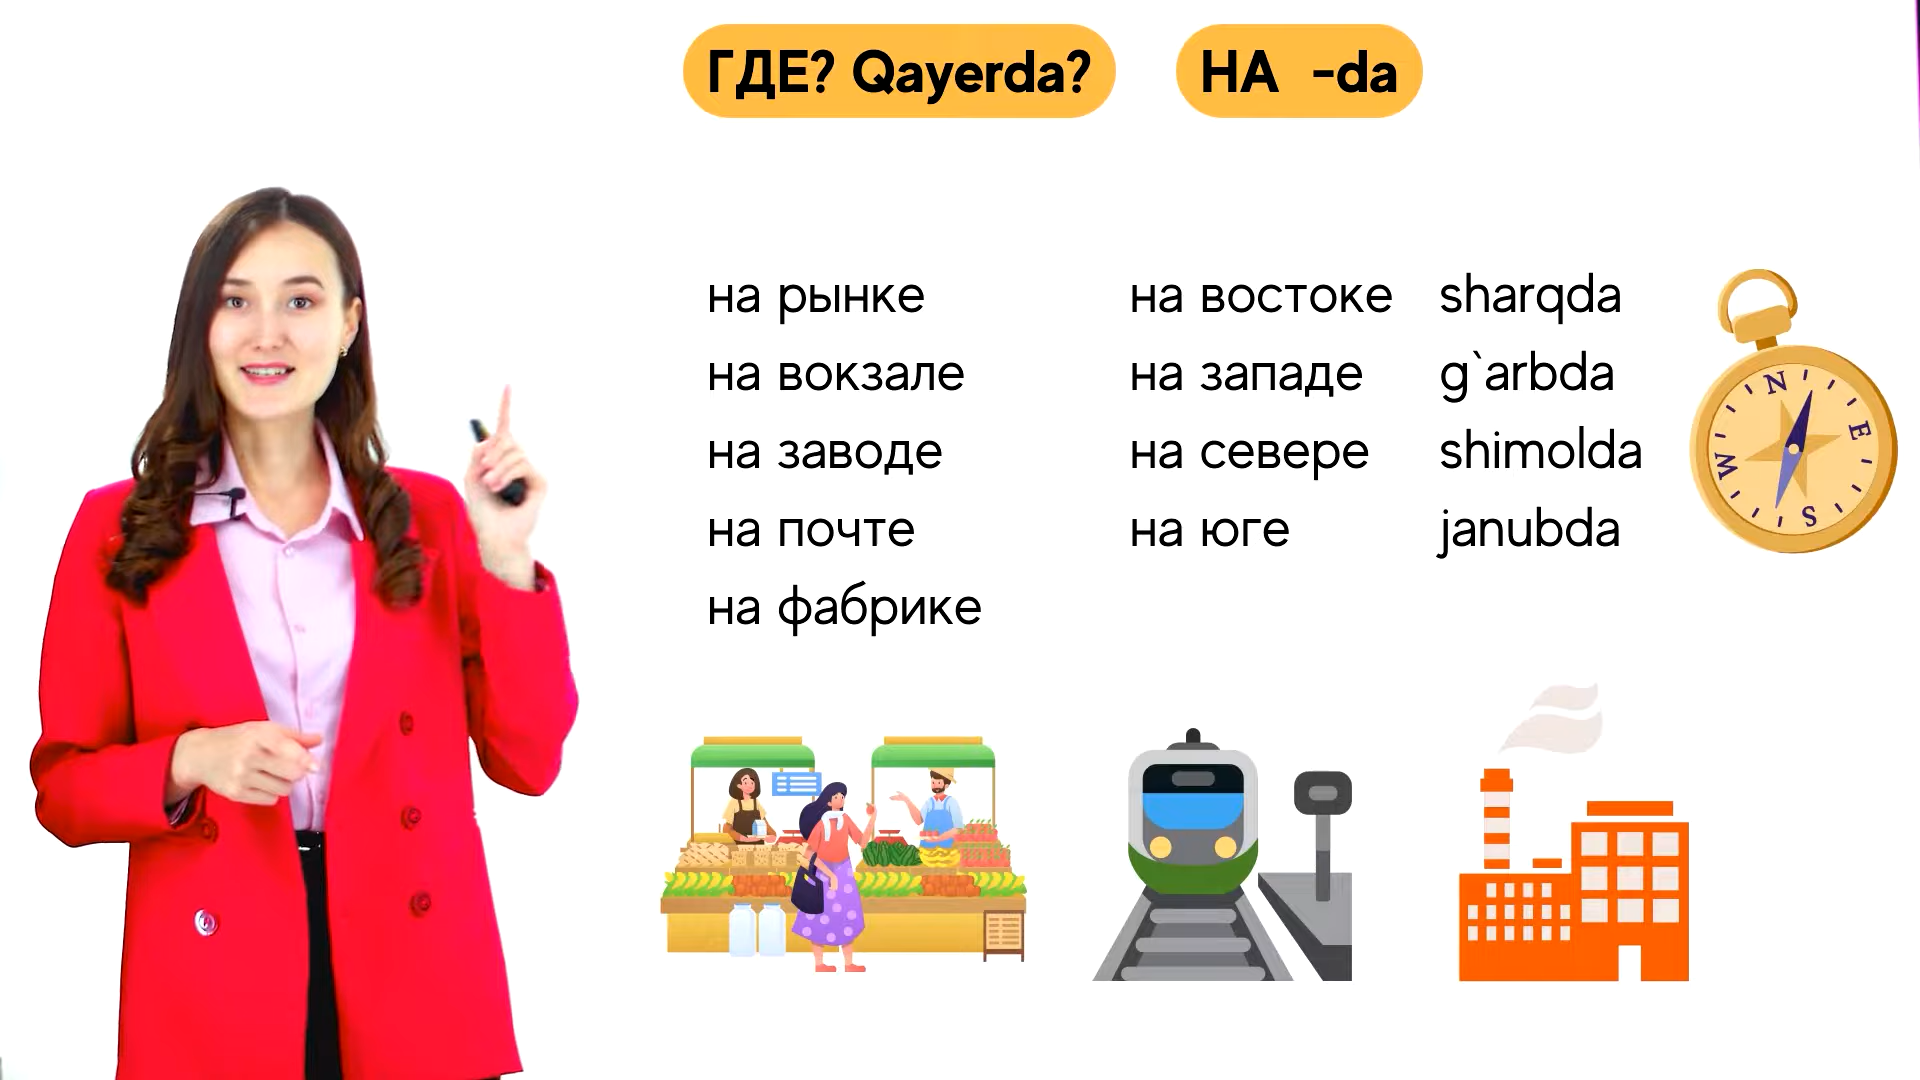 ГДЕ? Qayerda?
НА -da
на рынке
на вокзале
на заводе
на почте
на фабрике
на востоке sharqda
на западе g`arbda
на севере shimolda
на юге janubda
N
E
W
S